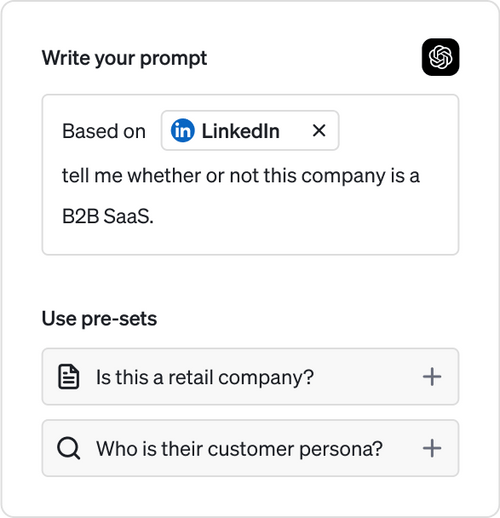 Write your prompt
Based on in LinkedIn ×
tell me whether or not this company is a
B2B SaaS.
Use pre-sets
Is this a retail company? +
Who is their customer persona? +